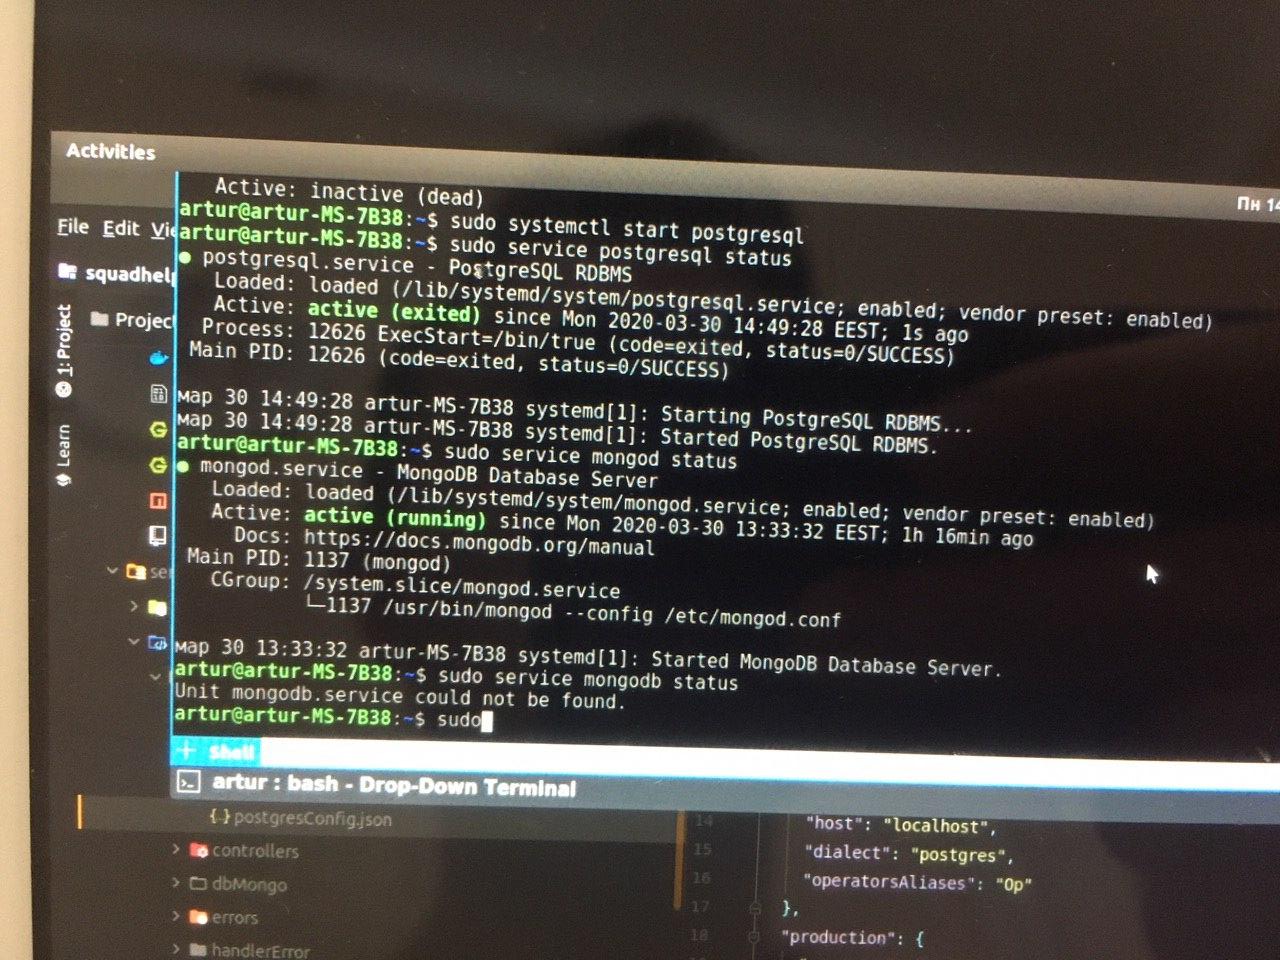 Activities
Пн 14
File Edit Vie
squadhelp
Project
1: Project
Learn
Active: inactive (dead)
artur@artur-MS-7B38:~$ sudo systemctl start postgresql
artur@artur-MS-7B38:~$ sudo service postgresql status
● postgresql.service - PostgreSQL RDBMS
Loaded: loaded (/lib/systemd/system/postgresql.service; enabled; vendor preset: enabled)
Active: active (exited) since Mon 2020-03-30 14:49:28 EEST; 1s ago
Process: 12626 ExecStart=/bin/true (code=exited, status=0/SUCCESS)
Main PID: 12626 (code=exited, status=0/SUCCESS)
мар 30 14:49:28 artur-MS-7B38 systemd[1]: Starting PostgreSQL RDBMS...
мар 30 14:49:28 artur-MS-7B38 systemd[1]: Started PostgreSQL RDBMS.
artur@artur-MS-7B38:~$ sudo service mongod status
● mongod.service - MongoDB Database Server
Loaded: loaded (/lib/systemd/system/mongod.service; enabled; vendor preset: enabled)
Active: active (running) since Mon 2020-03-30 13:33:32 EEST; 1h 16min ago
Docs: https://docs.mongodb.org/manual
Main PID: 1137 (mongod)
CGroup: /system.slice/mongod.service
└─1137 /usr/bin/mongod --config /etc/mongod.conf
мар 30 13:33:32 artur-MS-7B38 systemd[1]: Started MongoDB Database Server.
artur@artur-MS-7B38:~$ sudo service mongodb status
Unit mongodb.service could not be found.
artur@artur-MS-7B38:~$ sudo
ser
+ Shell
artur : bash - Drop-Down Terminal
{ } postgresConfig.json
controllers
dbMongo
errors
handlerError
14 "host": "localhost",
15 "dialect": "postgres",
16 "operatorsAliases": "Op"
17 },
18 "production": {